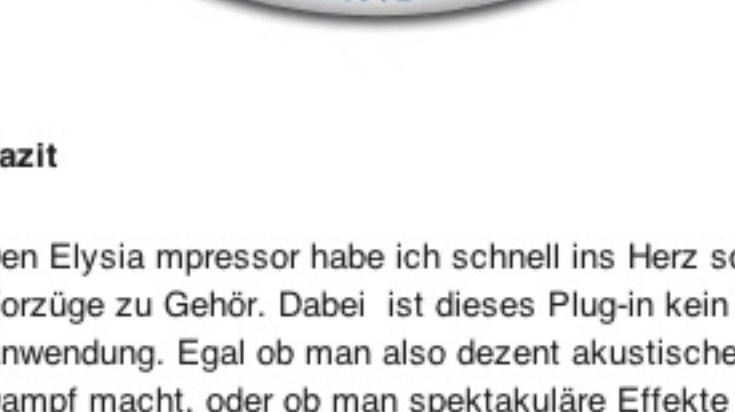 azit
en Elysia mpressor habe ich schnell ins Herz
orzüge zu Gehör. Dabei ist dieses Plug-in kein
nwendung. Egal ob man also dezent akustische
ampf macht, oder ob man spektakuläre Effekte